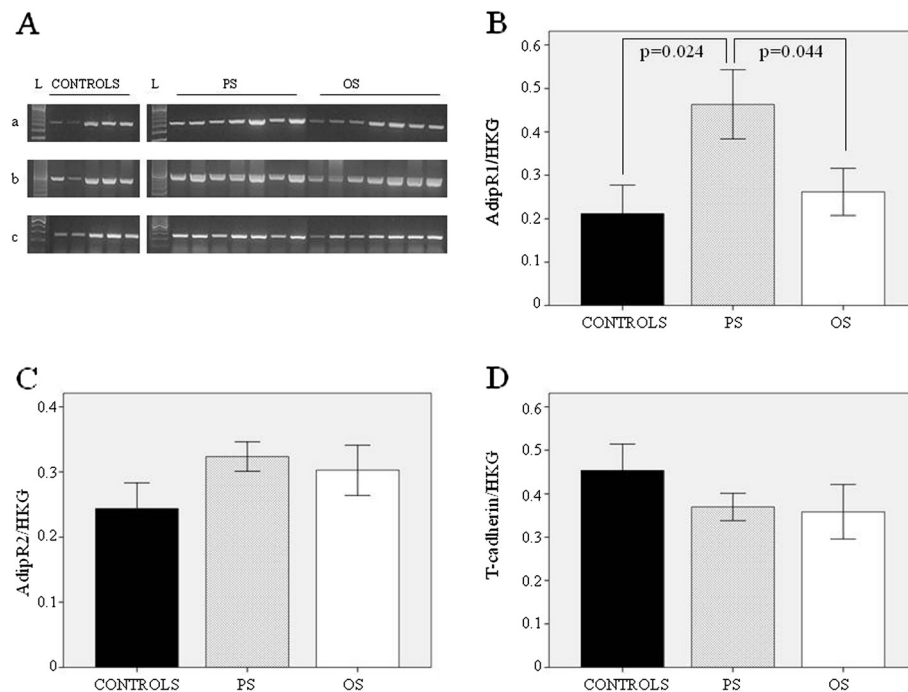 A
L CONTROLS L PS OS
a
b
c
B
p=0.024 p=0.044
0.6
0.5
0.4
0.3
0.2
0.1
0
AdipR1/HKG
CONTROLS PS OS
C
0.4
0.3
0.2
0.1
0
AdipR2/HKG
CONTROLS PS OS
D
0.6
0.5
0.4
0.3
0.4
0.1
0
T-cadherin/HKG
CONTROLS PS OS